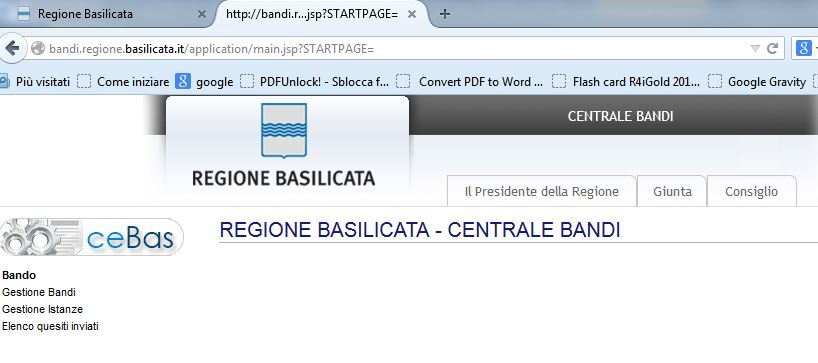 Regione Basilicata
http://bandi.r...jsp?STARTPAGE=
bandi.regione.basilicata.it/application/main.jsp?STARTPAGE=
Più visitati Come iniziare google PDFUnlock! - Sblocca f... Convert PDF to Word ... Flash card R4iGold 201... Google Gravity
CENTRALE BANDI
REGIONE BASILICATA
Il Presidente della Regione Giunta Consiglio
ceBas
REGIONE BASILICATA - CENTRALE BANDI
Bando
Gestione Bandi
Gestione Istanze
Elenco quesiti inviati